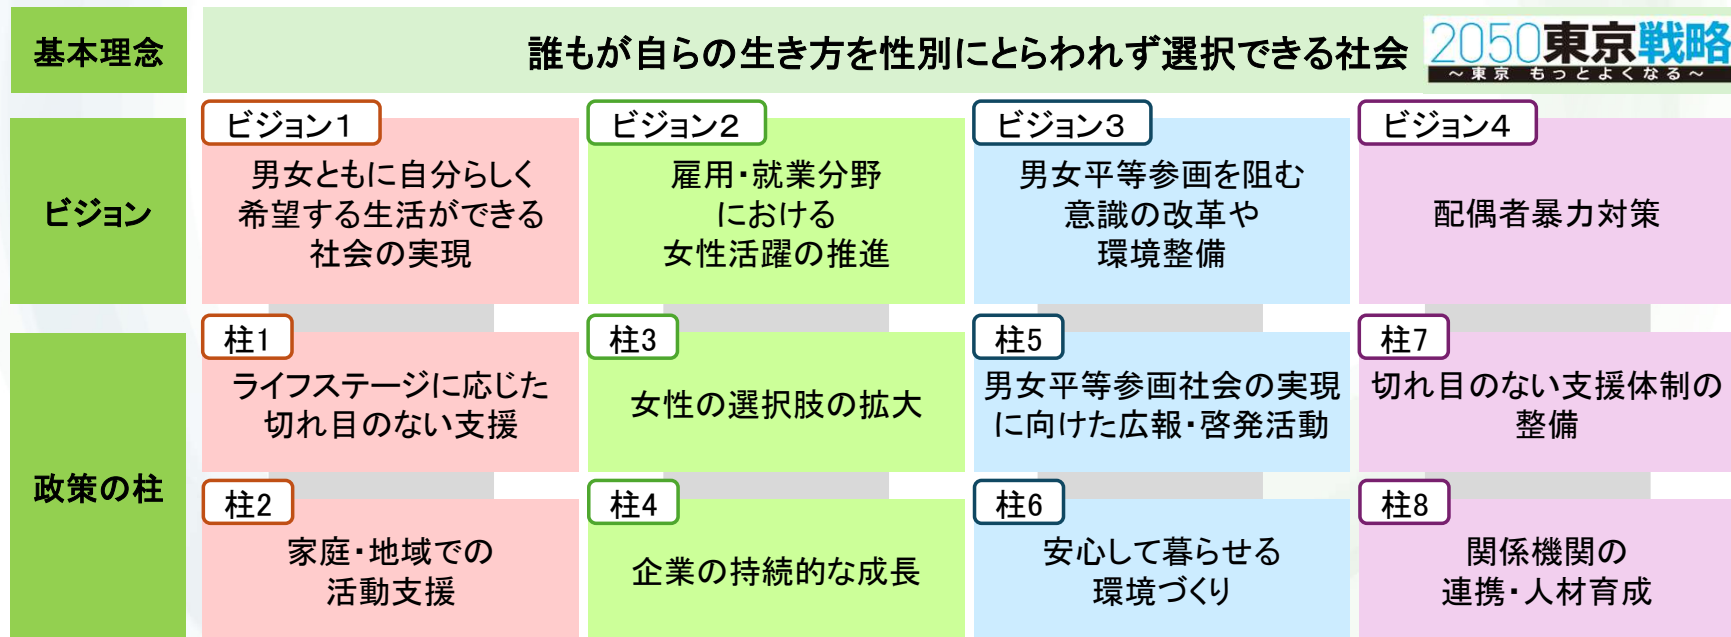 基本理念
誰もが自らの生き方を性別にとらわれず選択できる社会
2050東京戦略
～東京 もっとよくなる～
ビジョン
ビジョン1
男女ともに自分らしく
希望する生活ができる
社会の実現
ビジョン2
雇用・就業分野
における
女性活躍の推進
ビジョン3
男女平等参画を阻む
意識の改革や
環境整備
ビジョン4
配偶者暴力対策
政策の柱
柱1
ライフステージに応じた
切れ目のない支援
柱3
女性の選択肢の拡大
柱5
男女平等参画社会の実現
に向けた広報・啓発活動
柱7
切れ目のない支援体制の
整備
柱2
家庭・地域での
活動支援
柱4
企業の持続的な成長
柱6
安心して暮らせる
環境づくり
柱8
関係機関の
連携・人材育成